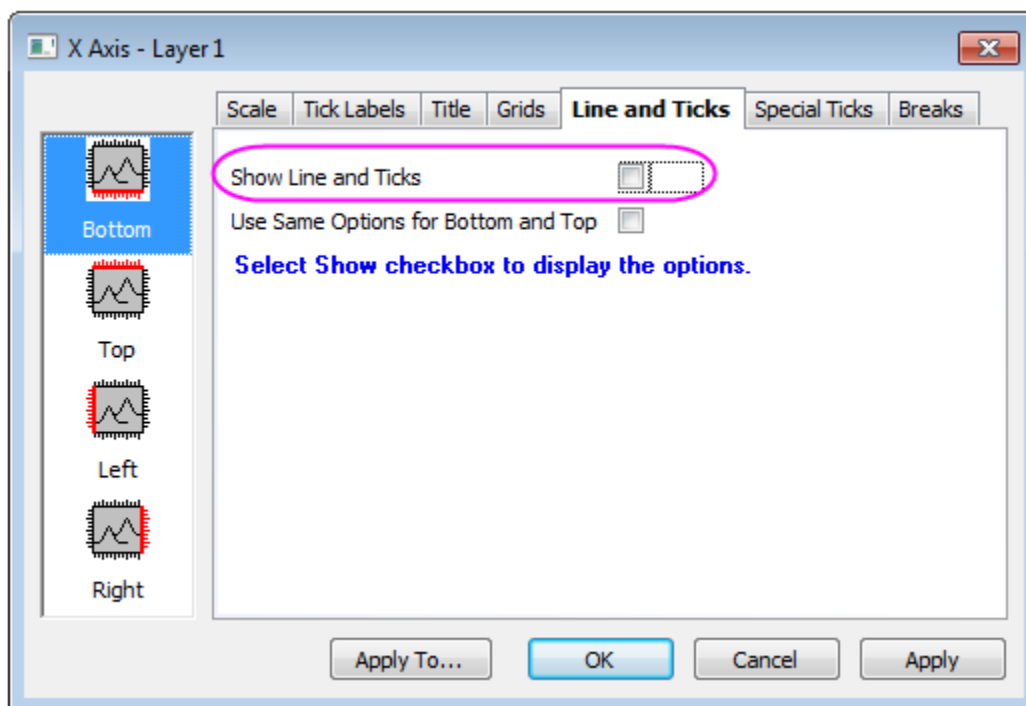 X Axis - Layer 1
Scale Tick Labels Title Grids Line and Ticks Special Ticks Breaks
Bottom
Top
Left
Right
Show Line and Ticks
Use Same Options for Bottom and Top
Select Show checkbox to display the options.
Apply To... OK Cancel Apply